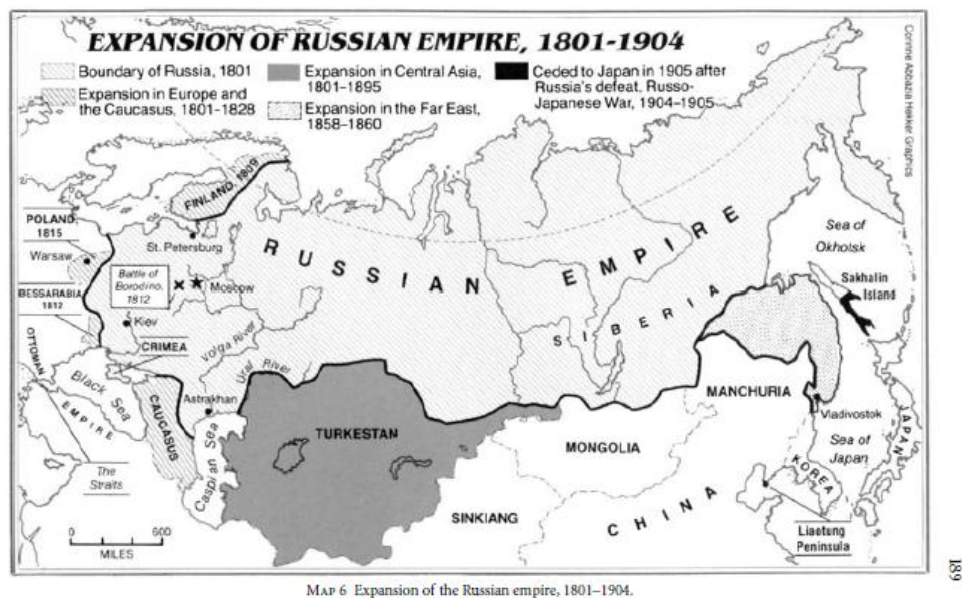 EXPANSION OF RUSSIAN EMPIRE, 1801-1904
Boundary of Russia, 1801
Expansion in Europe and
the Caucasus, 1801-1828
Expansion in Central Asia,
1801-1895
Expansion in the Far East,
1858-1860
Ceded to Japan in 1905 after
Russia's defeat, Russo-
Japanese War, 1904-1905
Corinne Abbazia Hekker Graphics
FINLAND, 1809
POLAND,
1815
St. Petersburg
Warsaw
Battle of
Borodino,
1812
Moscow
BESSARABIA
1812
Kiev
CRIMEA
OTTOMAN
EMPIRE
Black Sea
The
Straits
CAUCASUS
Volga River
Ural River
Astrakhan
Caspian Sea
RUSSIAN EMPIRE
SIBERIA
TURKESTAN
SINKIANG
MONGOLIA
MANCHURIA
CHINA
Sea of
Okhotsk
Sakhalin
Island
Vladivostok
Sea of
Japan
JAPAN
KOREA
Liaotung
Peninsula
0 600
MILES
189
MAP 6 Expansion of the Russian empire, 1801–1904.